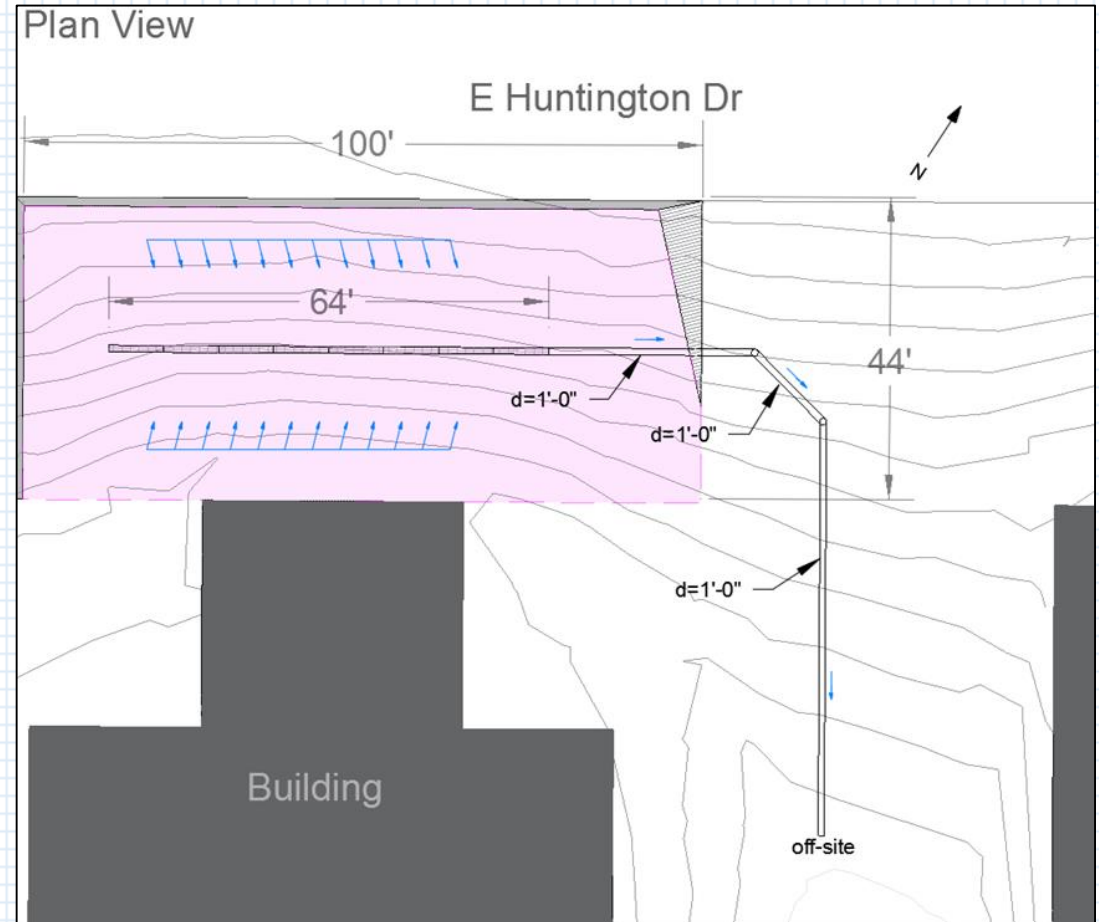 Plan View
E Huntington Dr
100'
N
64'
44'
d=1'-0"
d=1'-0"
d=1'-0"
Building
off-site